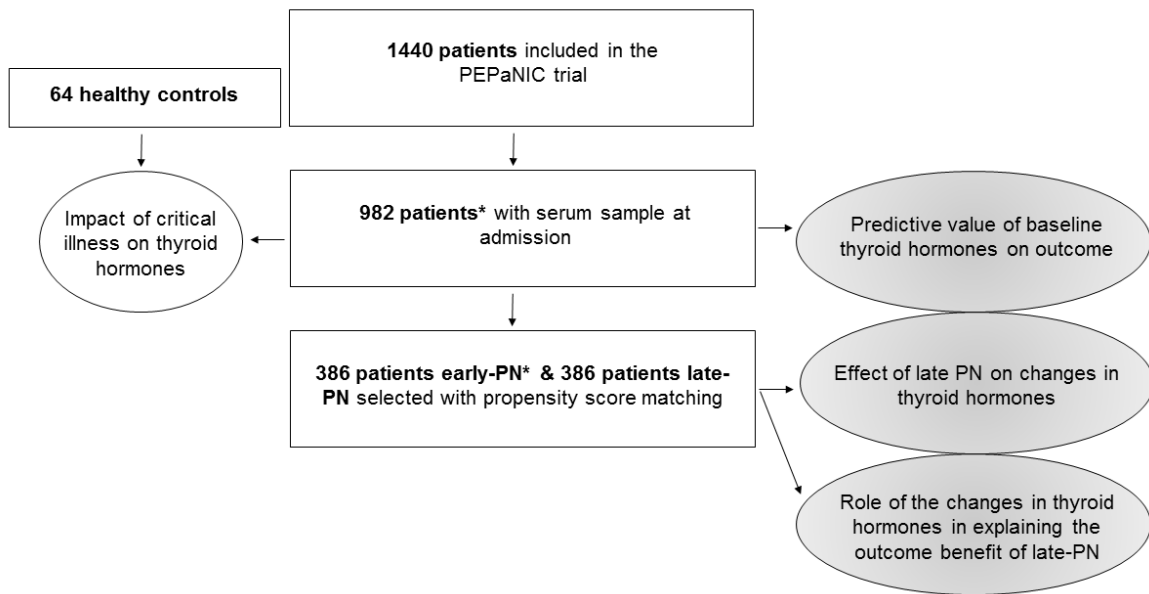 1440 patients included in the
PEPaNIC trial
64 healthy controls
982 patients* with serum sample at
admission
Impact of critical
illness on thyroid
hormones
Predictive value of baseline
thyroid hormones on outcome
386 patients early-PN* & 386 patients late-
PN selected with propensity score matching
Effect of late PN on changes in
thyroid hormones
Role of the changes in thyroid
hormones in explaining the
outcome benefit of late-PN